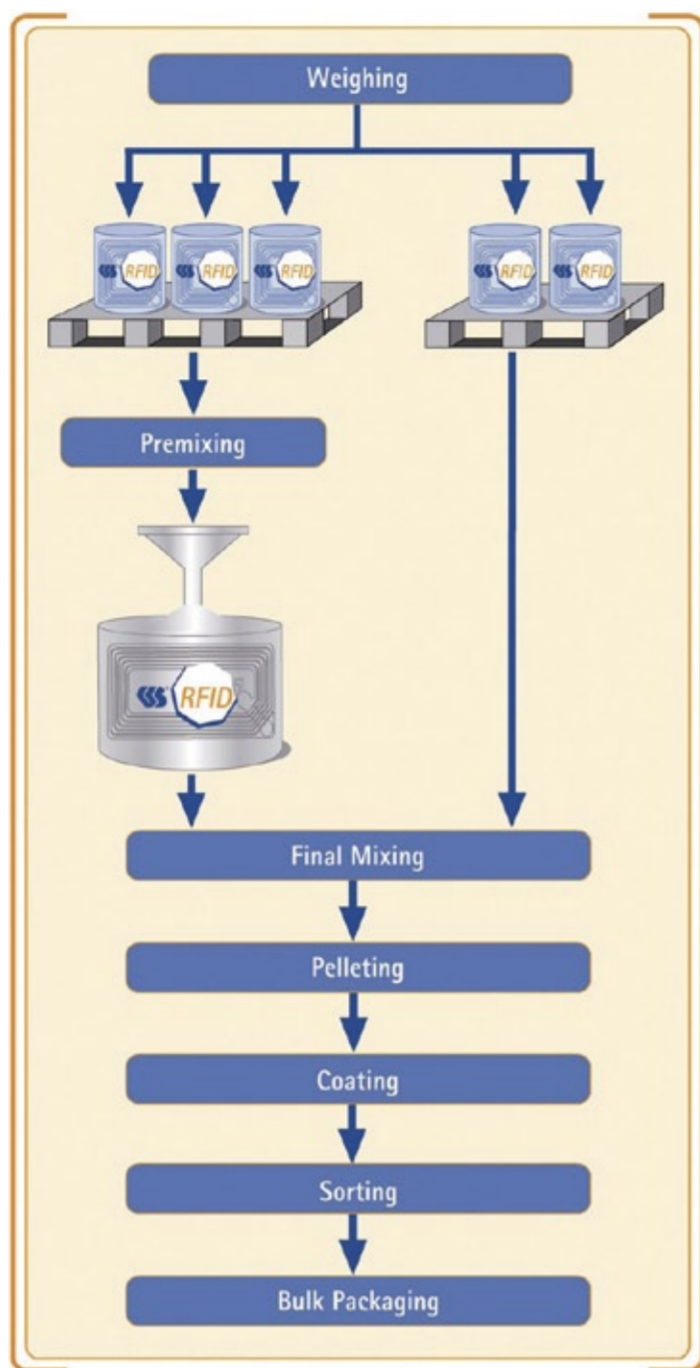 Weighing
RFID
RFID
RFID
RFID
RFID
Premixing
RFID
Final Mixing
Pelleting
Coating
Sorting
Bulk Packaging